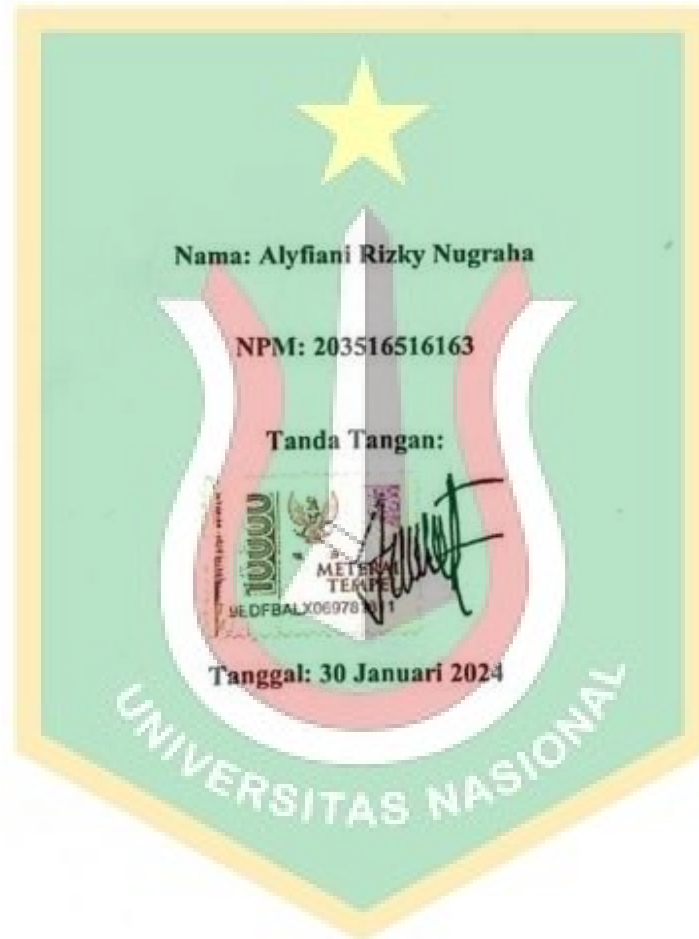 Nama: Alyfiani Rizky Nugraha
NPM: 203516516163
Tanda Tangan:
10000
METERAI
TEMPEL
Tanggal: 30 Januari 2024
UNIVERSITAS NASIONAL